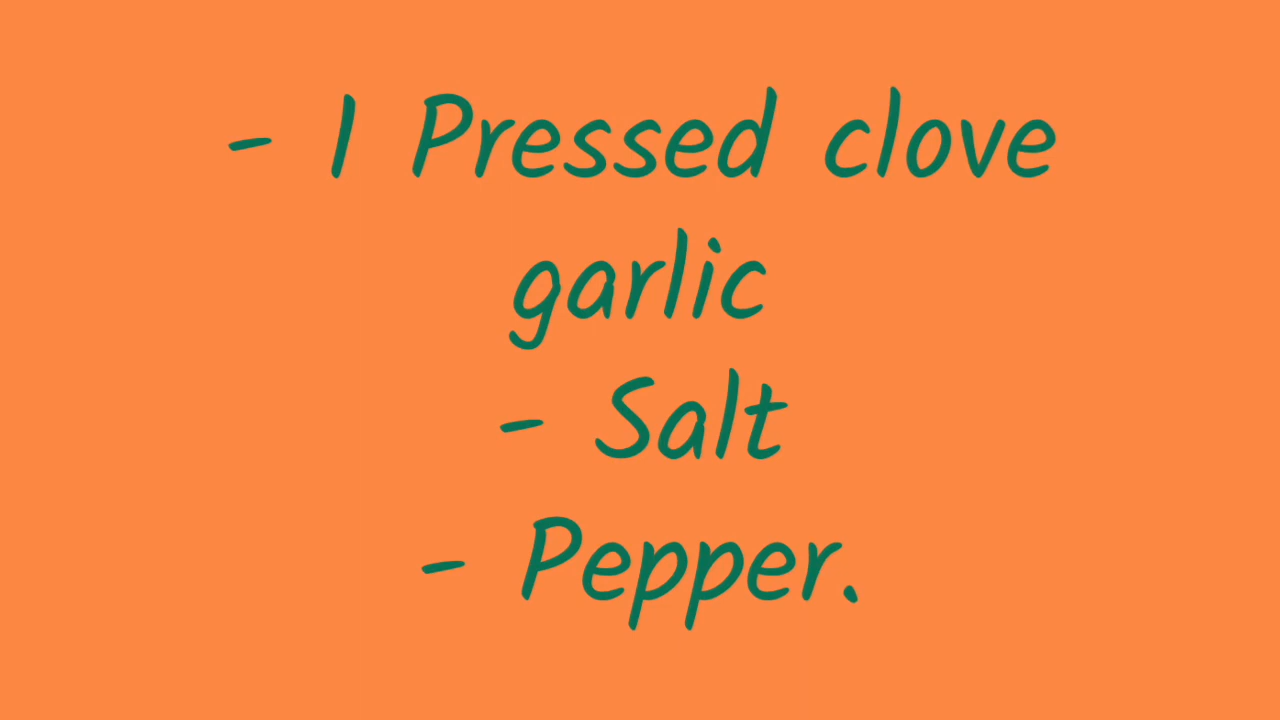 - 1 Pressed clove
garlic
- Salt
- Pepper.